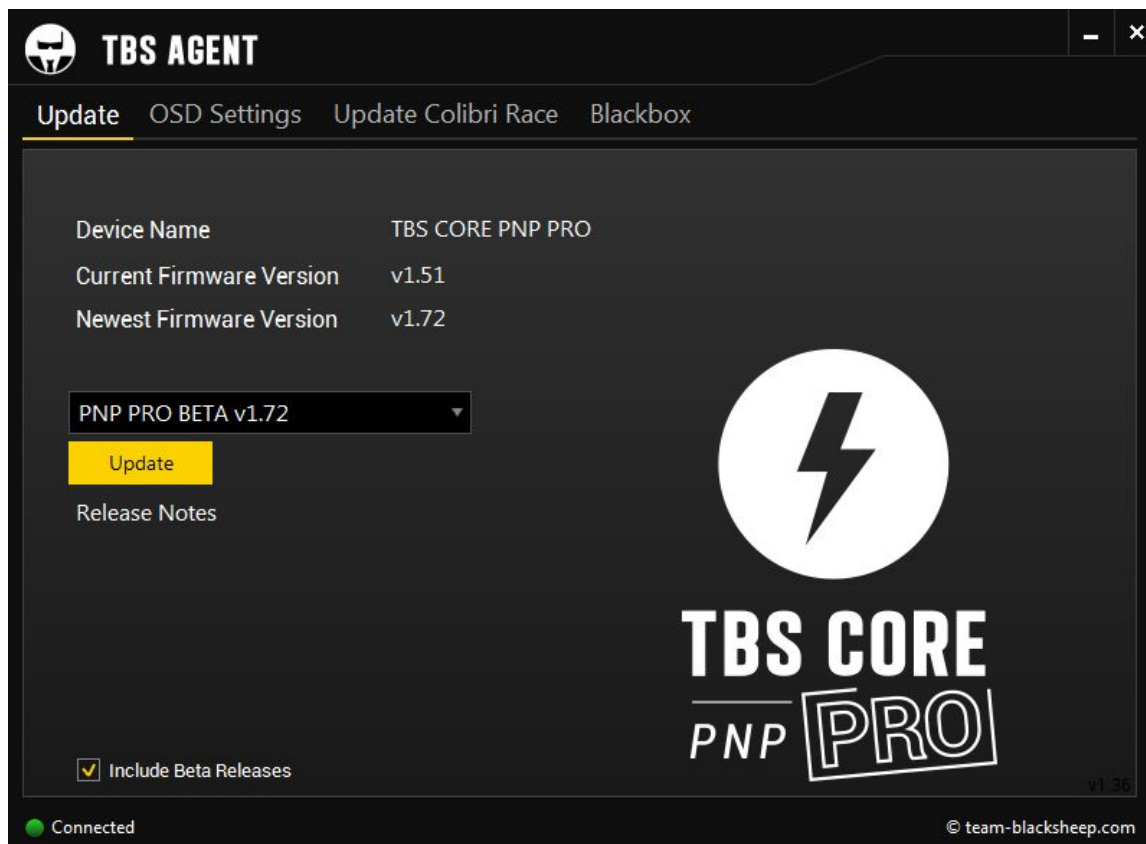 TBS AGENT
Update OSD Settings Update Colibri Race Blackbox
Device Name TBS CORE PNP PRO
Current Firmware Version v1.51
Newest Firmware Version v1.72
PNP PRO BETA v1.72
Update
Release Notes
TBS CORE
PNP PRO
Include Beta Releases
v1.36
Connected © team-blacksheep.com